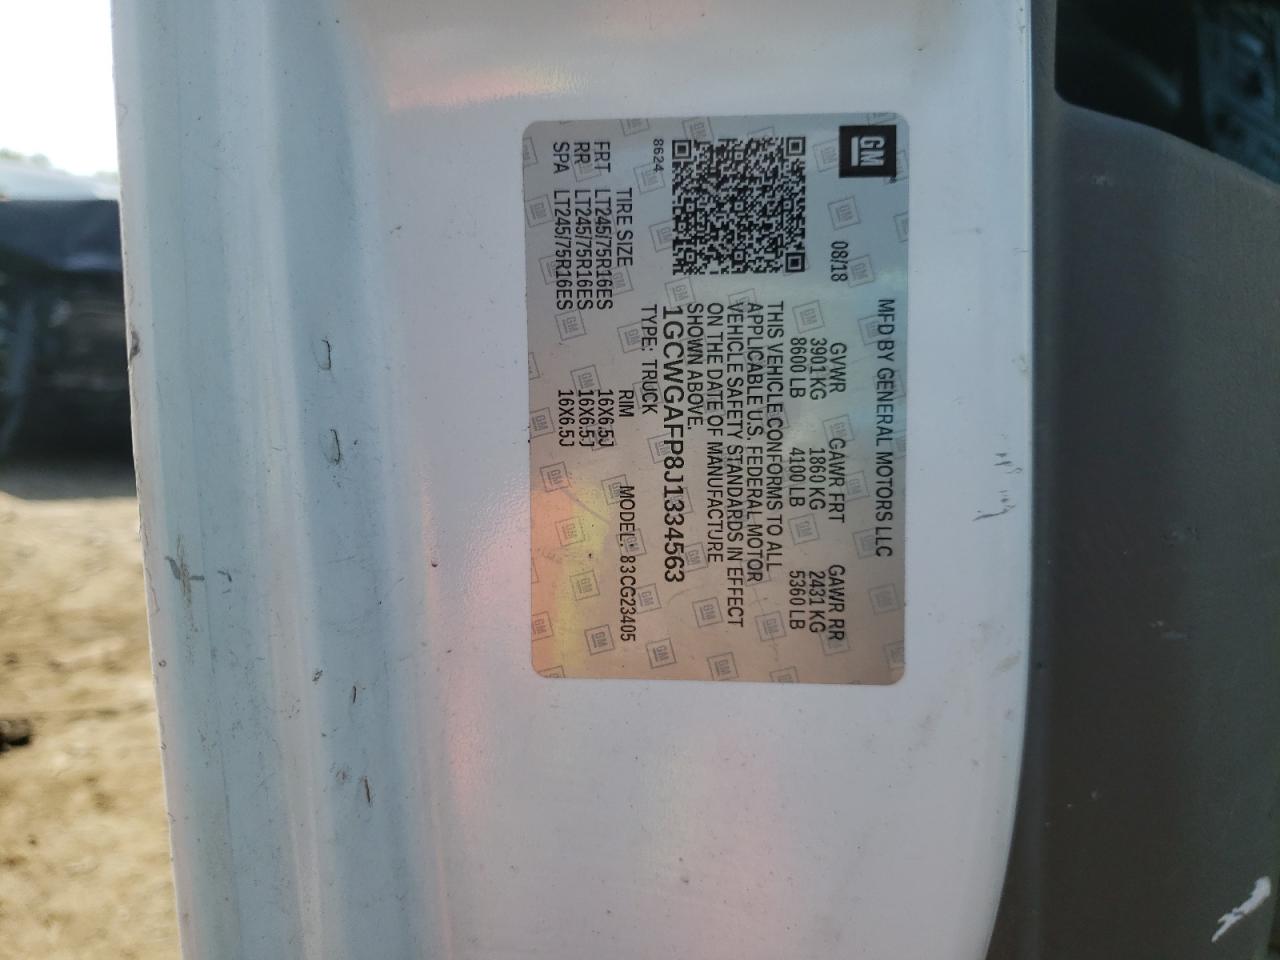 GM
MFD BY GENERAL MOTORS LLC
08/18 GVWR GAWR FRT GAWR RR
3901 KG 1860 KG 2431 KG
8600 LB 4100 LB 5360 LB
THIS VEHICLE CONFORMS TO ALL
APPLICABLE U.S. FEDERAL MOTOR
VEHICLE SAFETY STANDARDS IN EFFECT
ON THE DATE OF MANUFACTURE
SHOWN ABOVE.
8624 1GCWGAFP8J1334563
TYPE: TRUCK MODEL: 83CG23405
TIRE SIZE RIM
FRT LT245/75R16ES 16X6.5J
RR LT245/75R16ES 16X6.5J
SPA LT245/75R16ES 16X6.5J